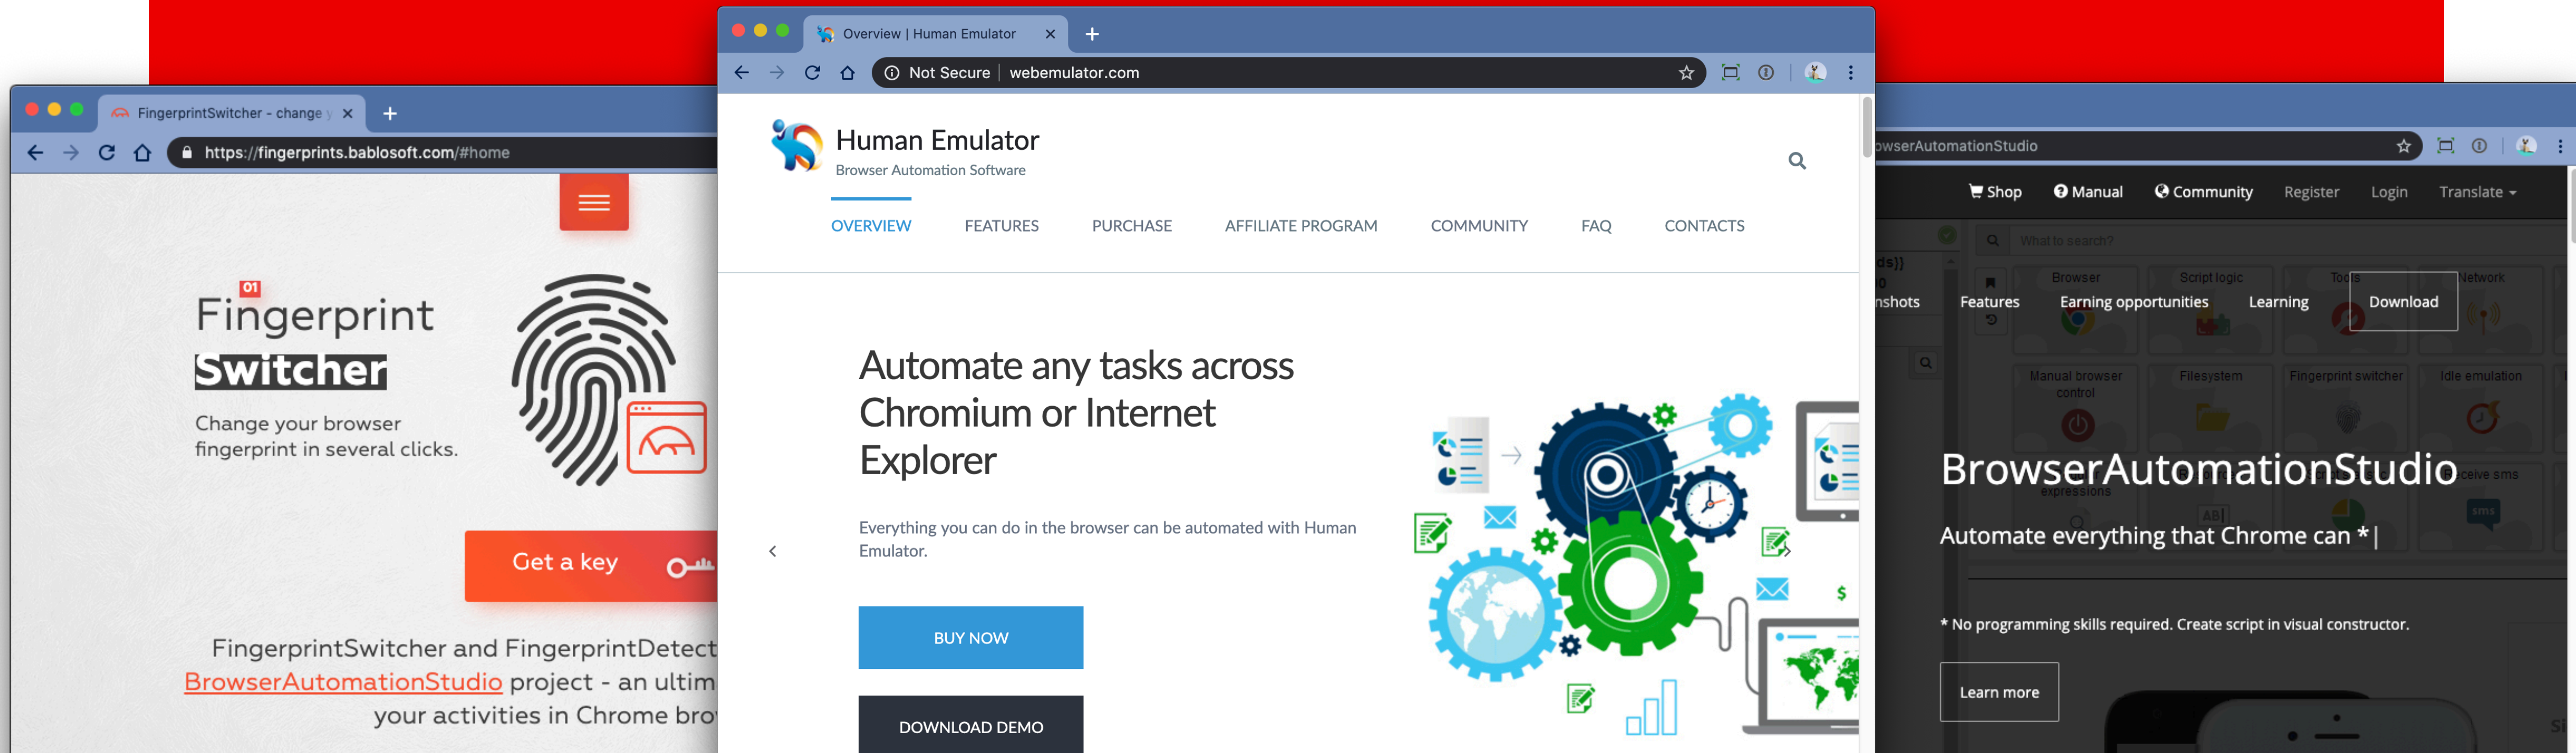 FingerprintSwitcher - change y
https://fingerprints.bablosoft.com/#home
01
Fingerprint
Switcher
Change your browser
fingerprint in several clicks.
Get a key
FingerprintSwitcher and FingerprintDetect
BrowserAutomationStudio project - an ultim
your activities in Chrome bro
Overview | Human Emulator
Not Secure | webemulator.com
Human Emulator
Browser Automation Software
OVERVIEW FEATURES PURCHASE AFFILIATE PROGRAM COMMUNITY FAQ CONTACTS
Automate any tasks across
Chromium or Internet
Explorer
Everything you can do in the browser can be automated with Human
Emulator.
BUY NOW
DOWNLOAD DEMO
owserAutomationStudio
Shop Manual Community Register Login Translate
What to search?
ds}}
Browser Script logic Tools Network
nshots Features Earning opportunities Learning Download
Manual browser
control
Filesystem Fingerprint switcher Idle emulation
BrowserAutomationStudio
expressions
eceive sms
AB
sms
Automate everything that Chrome can *|
* No programming skills required. Create script in visual constructor.
Learn more